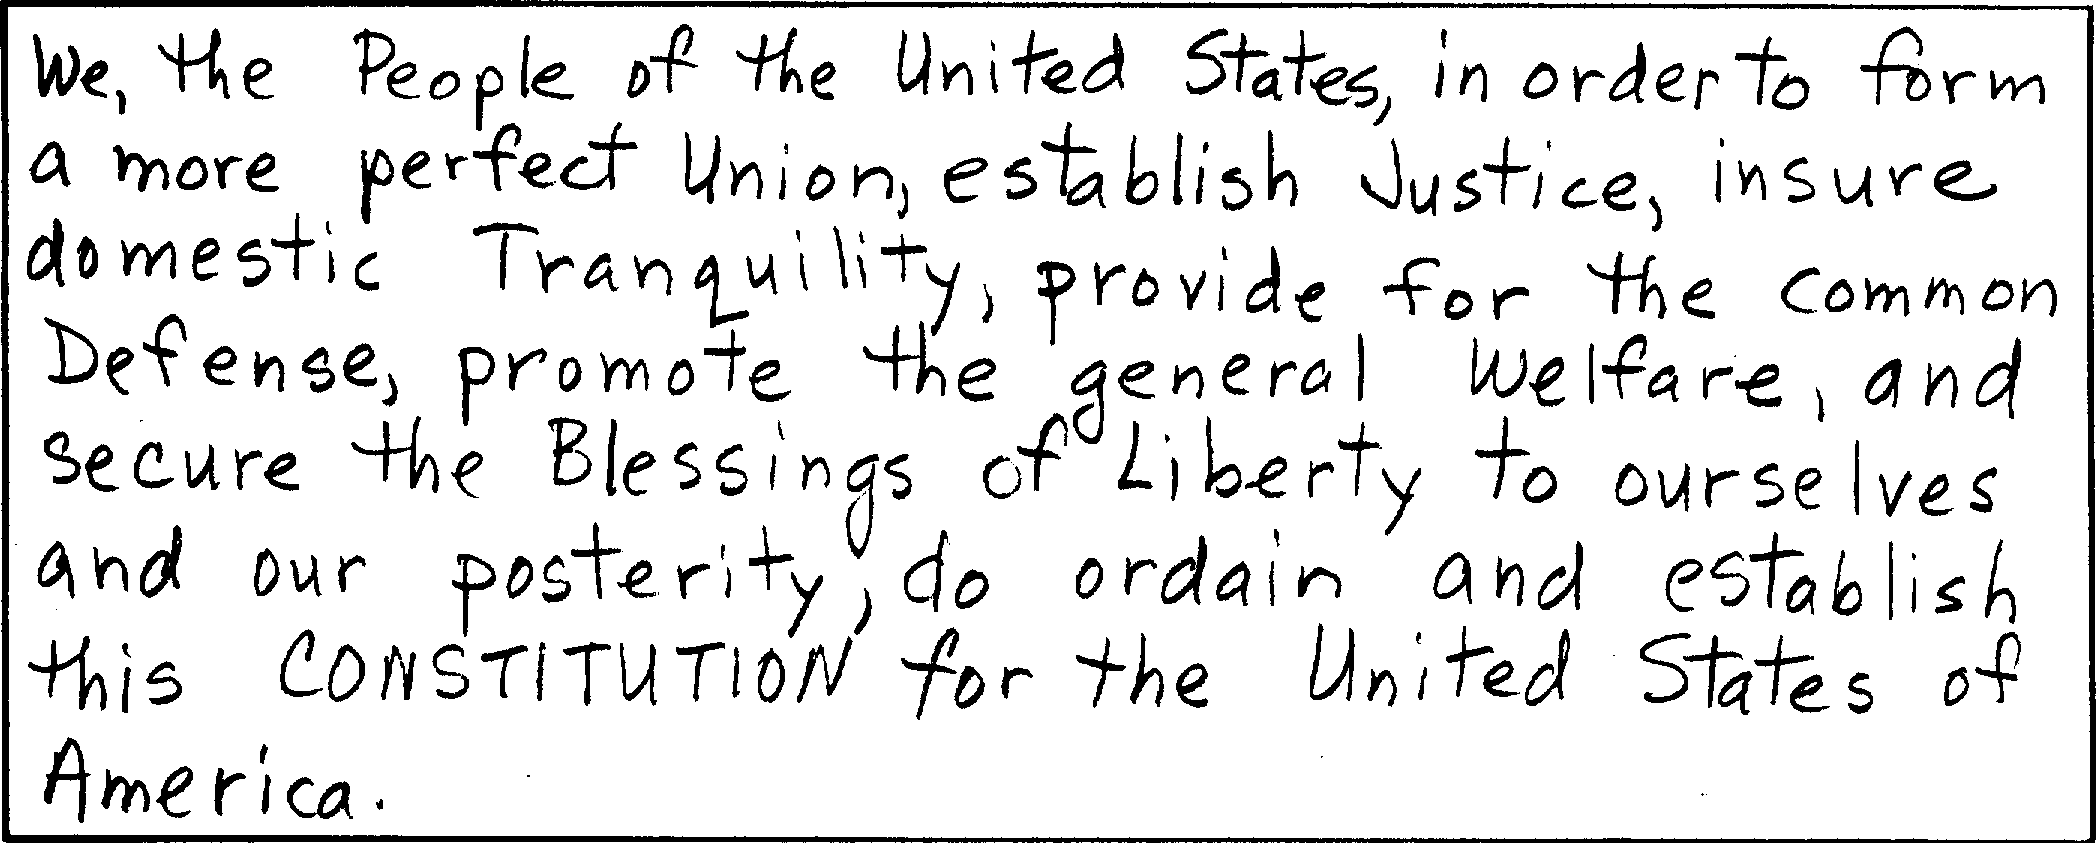 We, the People of the United States, in order to form
a more perfect Union, establish Justice, insure
domestic Tranquility, provide for the common
Defense, promote the general Welfare, and
secure the Blessings of Liberty to ourselves
and our posterity, do ordain and establish
this CONSTITUTION for the United States of
America.